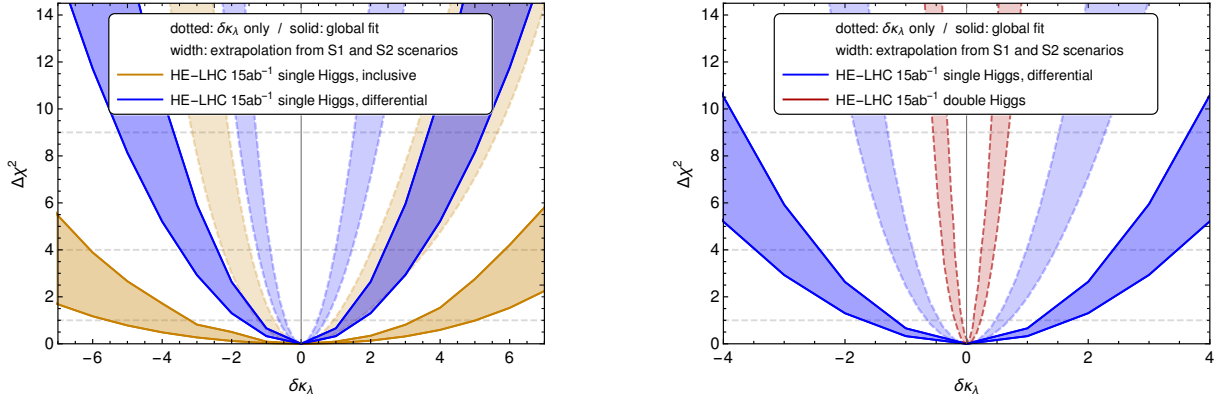 dotted: δκλ only / solid: global fit
width: extrapolation from S1 and S2 scenarios
HE−LHC 15ab⁻¹ single Higgs, inclusive
HE−LHC 15ab⁻¹ single Higgs, differential
14
12
10
8
6
4
2
0
Δχ²
−6 −4 −2 0 2 4 6
δκλ
dotted: δκλ only / solid: global fit
width: extrapolation from S1 and S2 scenarios
HE−LHC 15ab⁻¹ single Higgs, differential
HE−LHC 15ab⁻¹ double Higgs
14
12
10
8
6
4
2
0
Δχ²
−4 −2 0 2 4
δκλ